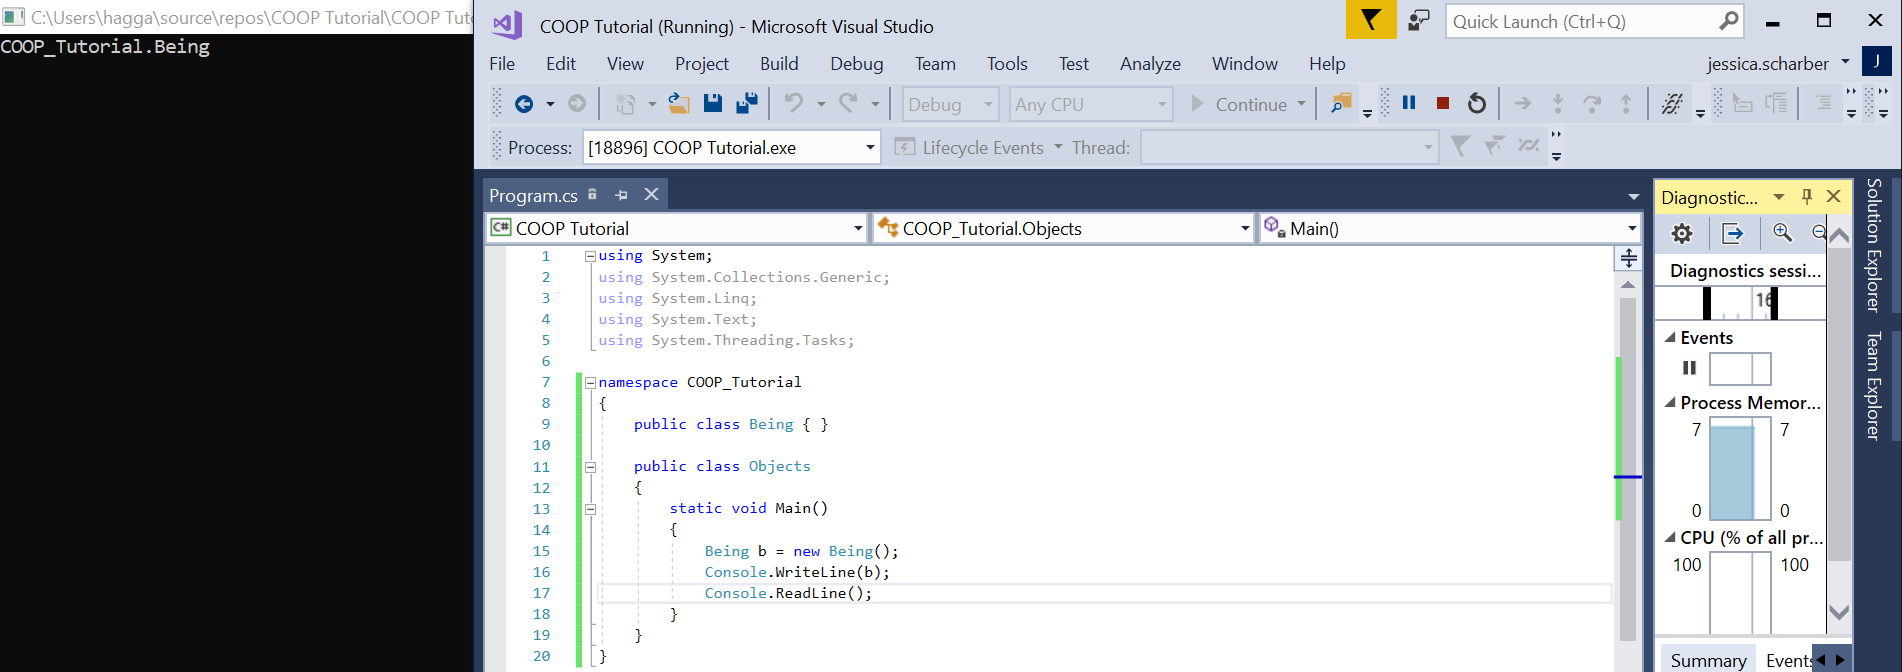 C:\Users\hagga\source\repos\COOP Tutorial\COOP Tuto
COOP_Tutorial.Being
COOP Tutorial (Running) - Microsoft Visual Studio
Quick Launch (Ctrl+Q)
File Edit View Project Build Debug Team Tools Test Analyze Window Help
jessica.scharber J
Debug Any CPU Continue
Process: [18896] COOP Tutorial.exe Lifecycle Events Thread:
Program.cs
C# COOP Tutorial COOP_Tutorial.Objects Main()
1 using System;
2 using System.Collections.Generic;
3 using System.Linq;
4 using System.Text;
5 using System.Threading.Tasks;
6
7 namespace COOP_Tutorial
8 {
9 public class Being { }
10
11 public class Objects
12 {
13 static void Main()
14 {
15 Being b = new Being();
16 Console.WriteLine(b);
17 Console.ReadLine();
18 }
19 }
20 }
Diagnostic...
Diagnostics sessi...
16
Events
Process Memor...
7 7
0 0
CPU (% of all pr...
100 100
Summary Events
Solution Explorer
Team Explorer